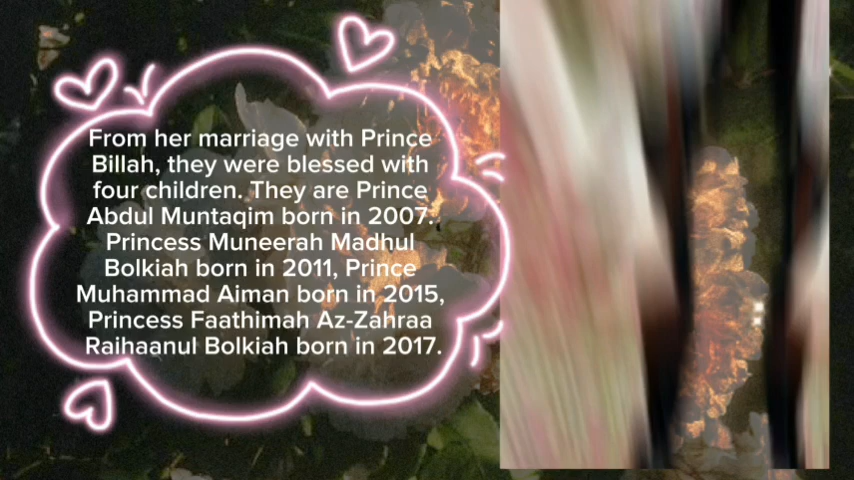 From her marriage with Prince
Billah, they were blessed with
four children. They are Prince
Abdul Muntaqim born in 2007.
Princess Muneerah Madhul
Bolkiah born in 2011, Prince
Muhammad Aiman born in 2015,
Princess Faathimah Az-Zahraa
Raihaanul Bolkiah born in 2017.